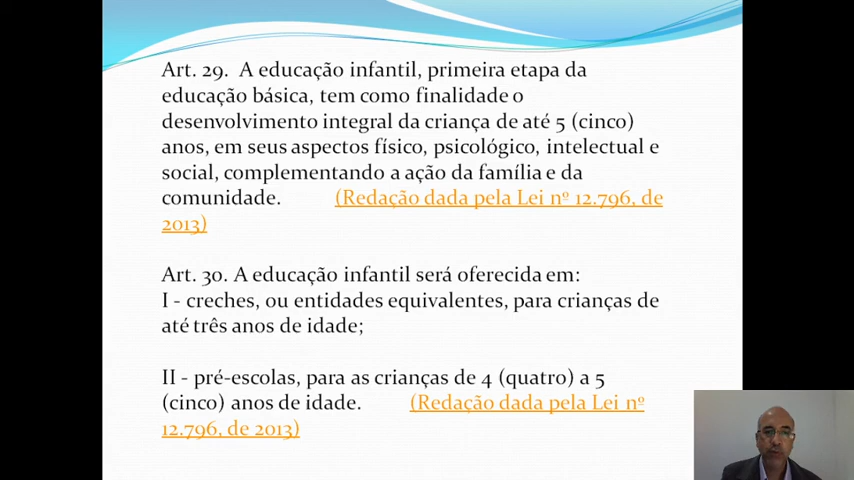 Art. 29. A educação infantil, primeira etapa da
educação básica, tem como finalidade o
desenvolvimento integral da criança de até 5 (cinco)
anos, em seus aspectos físico, psicológico, intelectual e
social, complementando a ação da família e da
comunidade. (Redação dada pela Lei nº 12.796, de
2013)
Art. 30. A educação infantil será oferecida em:
I - creches, ou entidades equivalentes, para crianças de
até três anos de idade;
II - pré-escolas, para as crianças de 4 (quatro) a 5
(cinco) anos de idade. (Redação dada pela Lei nº
12.796, de 2013)